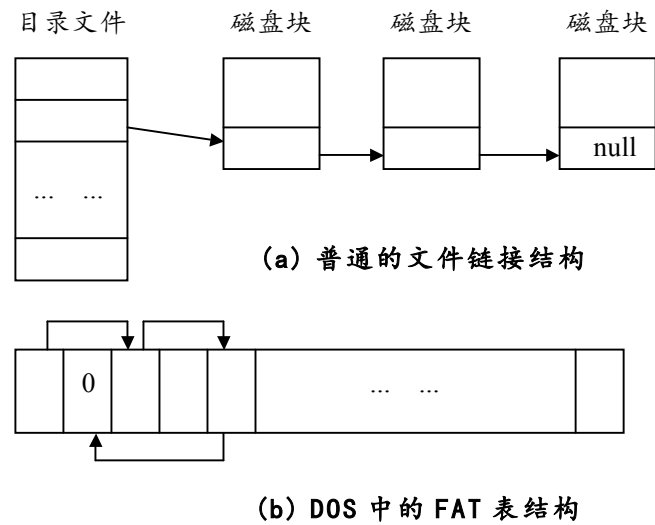 目录文件 磁盘块 磁盘块 磁盘块
null
… …
(a) 普通的文件链接结构
0 … …
(b) DOS 中的 FAT 表结构